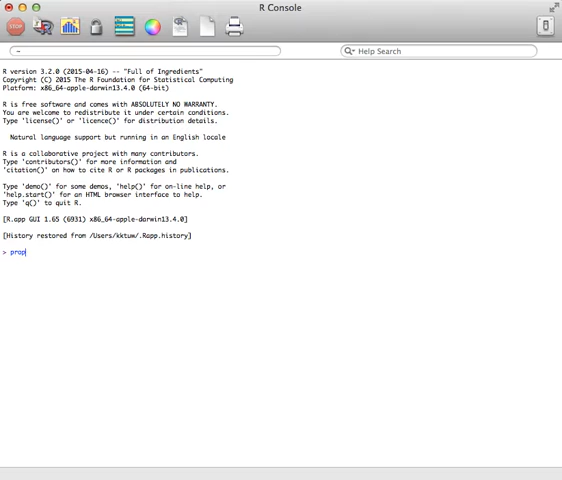 R Console
STOP
~
Help Search
R version 3.2.0 (2015-04-16) -- "Full of Ingredients"
Copyright (C) 2015 The R Foundation for Statistical Computing
Platform: x86_64-apple-darwin13.4.0 (64-bit)
R is free software and comes with ABSOLUTELY NO WARRANTY.
You are welcome to redistribute it under certain conditions.
Type 'license()' or 'licence()' for distribution details.
Natural language support but running in an English locale
R is a collaborative project with many contributors.
Type 'contributors()' for more information and
'citation()' on how to cite R or R packages in publications.
Type 'demo()' for some demos, 'help()' for on-line help, or
'help.start()' for an HTML browser interface to help.
Type 'q()' to quit R.
[R.app GUI 1.65 (6931) x86_64-apple-darwin13.4.0]
[History restored from /Users/kktuw/.Rapp.history]
> prop